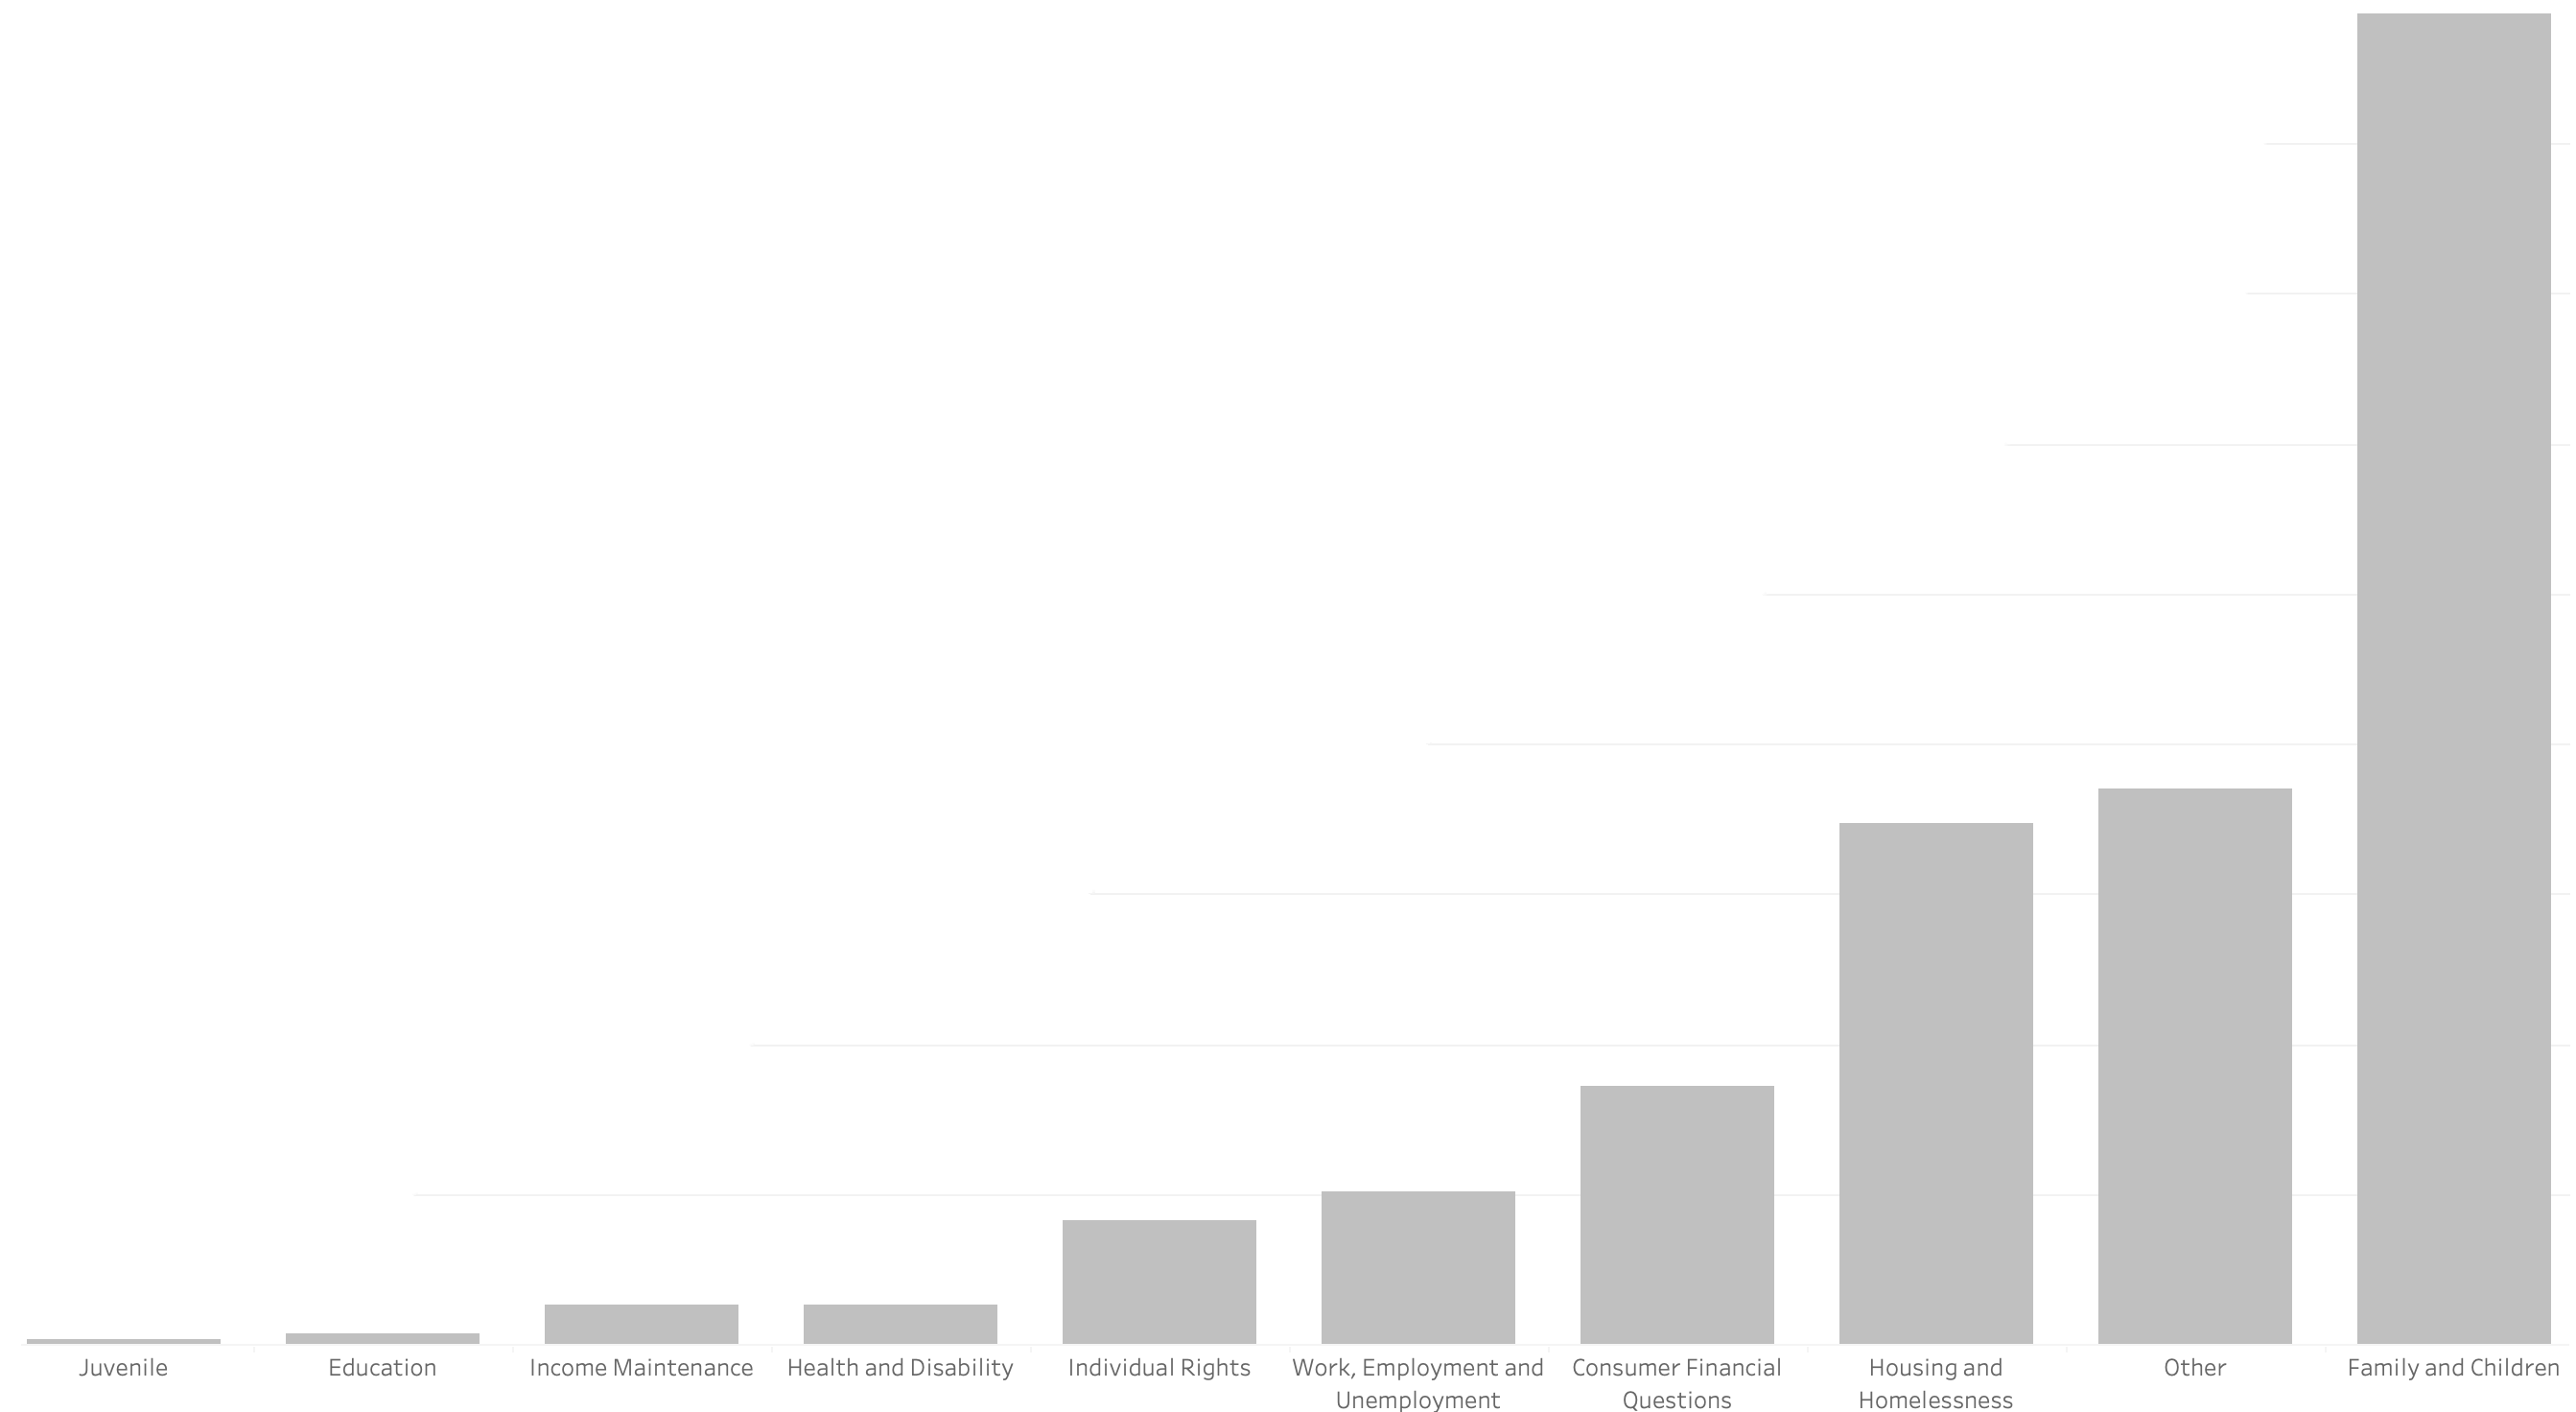 Juvenile
Education
Income Maintenance
Health and Disability
Individual Rights
Work, Employment and
Unemployment
Consumer Financial
Questions
Housing and
Homelessness
Other
Family and Children